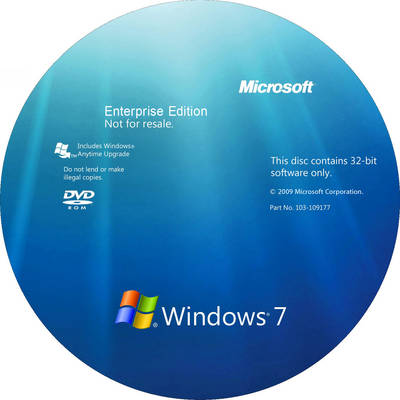 Microsoft
Enterprise Edition
Not for resale.
Includes Windows®
Anytime Upgrade
Do not lend or make
illegal copies.
DVD
ROM
This disc contains 32-bit
software only.
© 2009 Microsoft Corporation.
Part No. 103-109177
Windows® 7